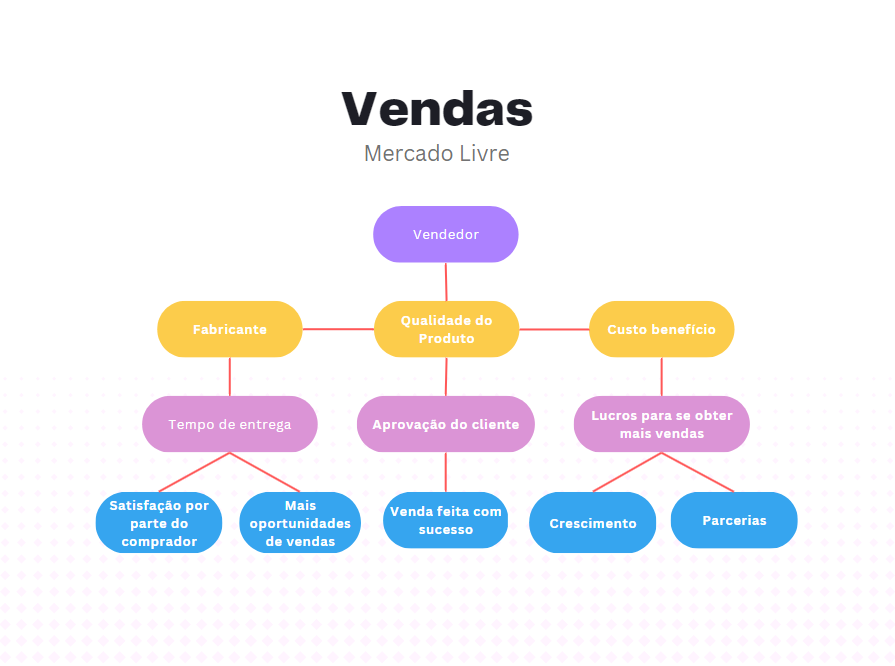 Vendas
Mercado Livre
Vendedor
Fabricante
Qualidade do
Produto
Custo benefício
Tempo de entrega
Aprovação do cliente
Lucros para se obter
mais vendas
Satisfação por
parte do
comprador
Mais
oportunidades
de vendas
Venda feita com
sucesso
Crescimento
Parcerias